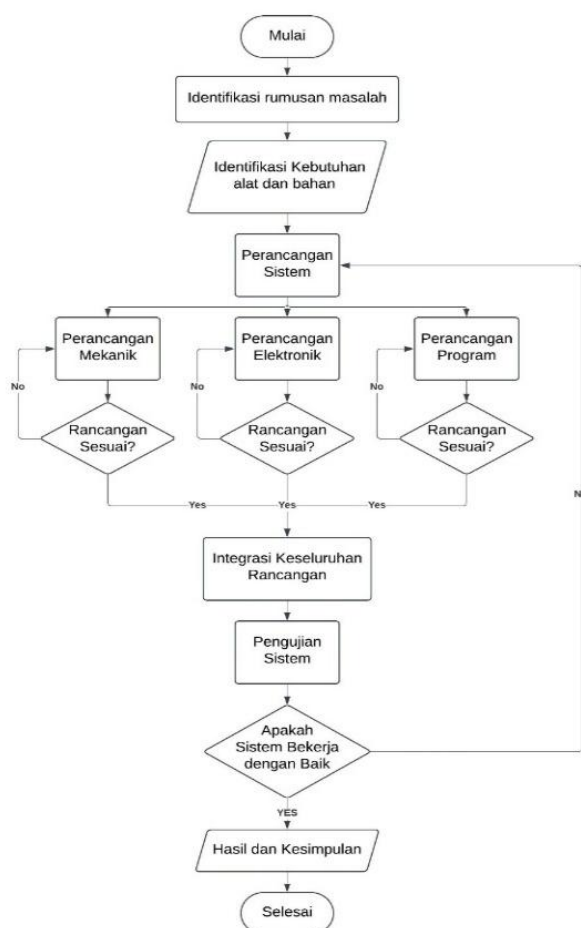 Mulai
Identifikasi rumusan masalah
Identifikasi Kebutuhan
alat dan bahan
Perancangan
Sistem
Perancangan
Mekanik
Perancangan
Elektronik
Perancangan
Program
No
No
No
Rancangan
Sesuai?
Rancangan
Sesuai?
Rancangan
Sesuai?
Yes
Yes
Yes
Integrasi Keseluruhan
Rancangan
Pengujian
Sistem
Apakah
Sistem Bekerja
dengan Baik
YES
Hasil dan Kesimpulan
Selesai